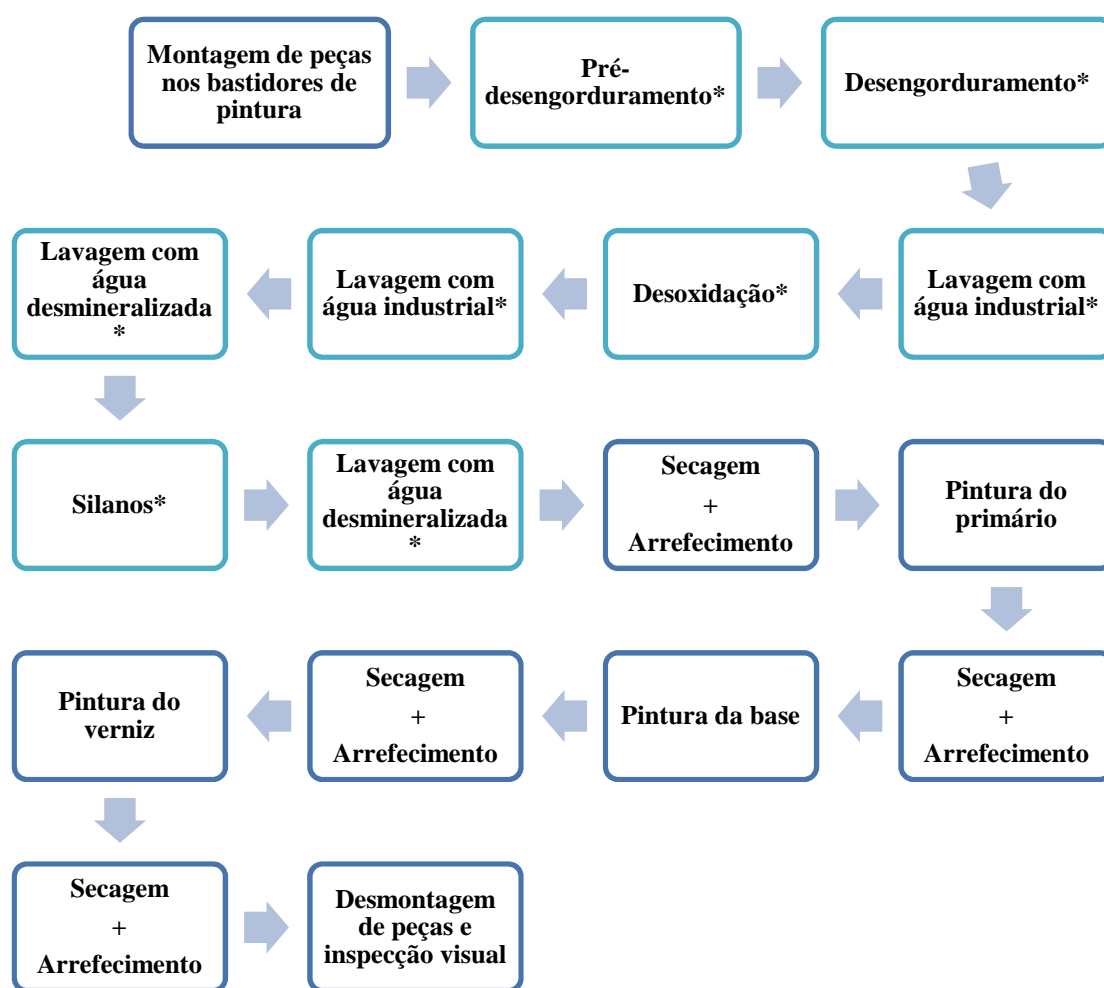 Montagem de peças
nos bastidores de
pintura
Pré-
desengorduramento*
Desengorduramento*
Lavagem com
água industrial*
Desoxidação*
Lavagem com
água industrial*
Lavagem com
água
desmineralizada
*
Silanos*
Lavagem com
água
desmineralizada
*
Secagem
+
Arrefecimento
Pintura do
primário
Secagem
+
Arrefecimento
Pintura da base
Secagem
+
Arrefecimento
Pintura do
verniz
Secagem
+
Arrefecimento
Desmontagem
de peças e
inspecção visual